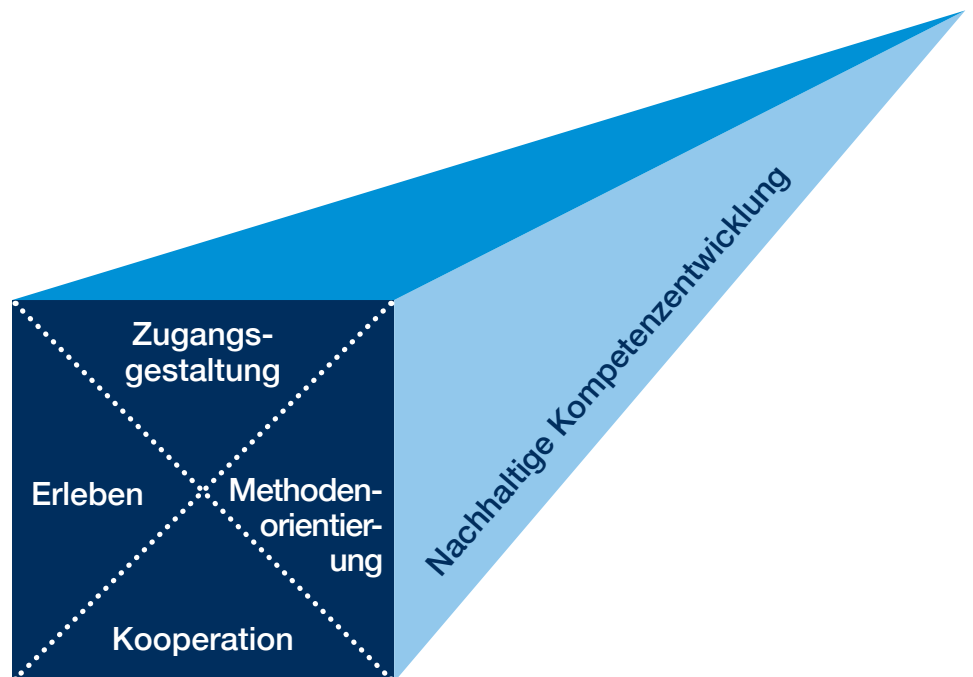 Zugangs-
gestaltung
Erleben
Methoden-
orientier-
ung
Kooperation
Nachhaltige Kompetenzentwicklung